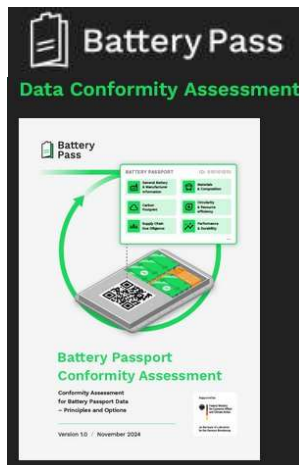 Battery Pass
Data Conformity Assessment
Battery
Pass
BATTERY PASSPORT
General Battery
& Manufacturer
Information
Materials
& Composition
Carbon
Footprint
Circularity
& Resource
Efficiency
Supply Chain
Due Diligence
Performance
& Durability
Battery Passport
Conformity Assessment
Conformity Assessment
for Battery Passport Data
– Principles and Options
Version 1.0 / November 2024